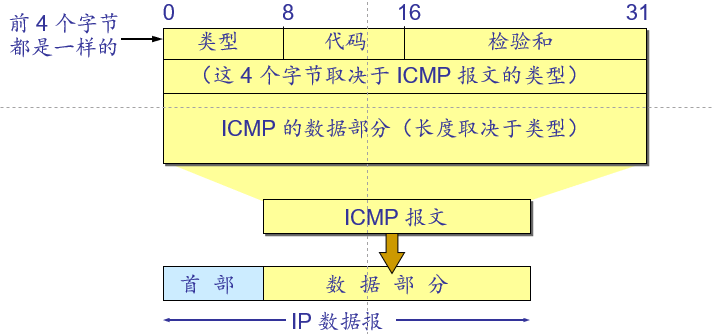 0 8 16 31
前 4 个字节
都是一样的
类型 代码 检验和
（这 4 个字节取决于 ICMP 报文的类型）
ICMP 的数据部分（长度取决于类型）
ICMP 报文
首 部 数 据 部 分
IP 数据报